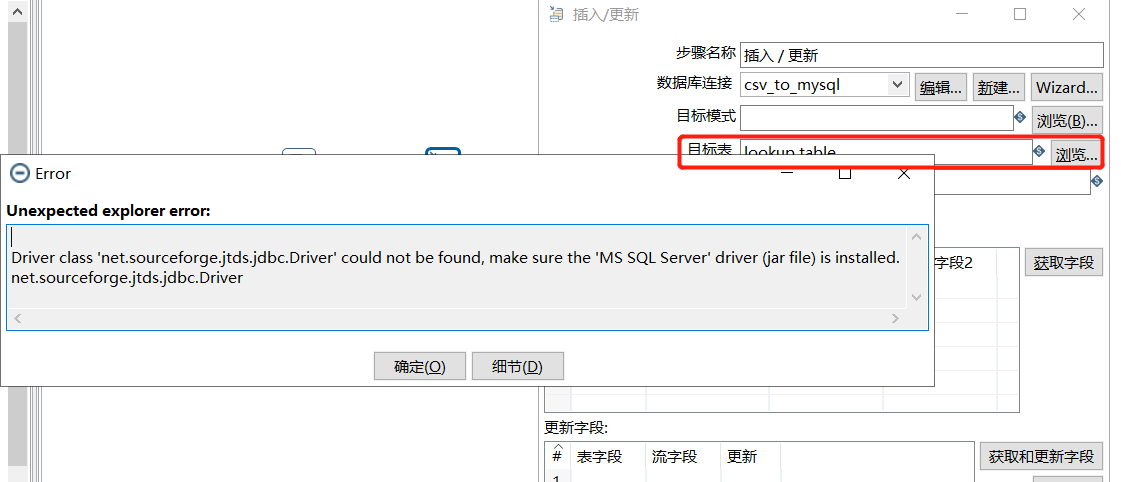 插入/更新
步骤名称 插入 / 更新
数据库连接 csv_to_mysql 编辑... 新建... Wizard...
目标模式 浏览(B)...
目标表 lookup table 浏览...
Error
Unexpected explorer error:
Driver class 'net.sourceforge.jtds.jdbc.Driver' could not be found, make sure the 'MS SQL Server' driver (jar file) is installed.
net.sourceforge.jtds.jdbc.Driver
字段2 获取字段
确定(O) 细节(D)
更新字段:
# 表字段 流字段 更新 获取和更新字段
1